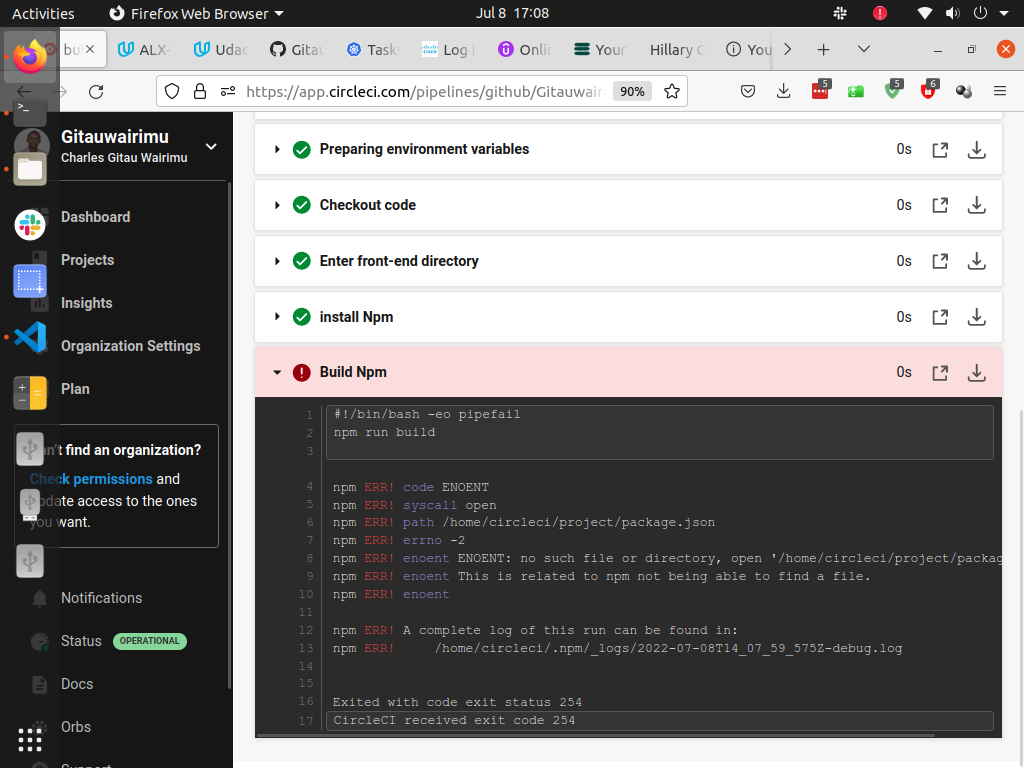 Activities
Firefox Web Browser
Jul 8 17:08
bu
ALX-
Udac
Gitau
Task
Log
Onli
Your
Hillary
You
https://app.circleci.com/pipelines/github/Gitauwairi
90%
5
5
6
Gitauwairimu
Charles Gitau Wairimu
Dashboard
Projects
Insights
Organization Settings
Plan
Can't find an organization?
Check permissions and
update access to the ones
you want.
Notifications
Status OPERATIONAL
Docs
Orbs
Support
Preparing environment variables 0s
Checkout code 0s
Enter front-end directory 0s
install Npm 0s
Build Npm 0s
1 #!/bin/bash -eo pipefail
2 npm run build
3
4 npm ERR! code ENOENT
5 npm ERR! syscall open
6 npm ERR! path /home/circleci/project/package.json
7 npm ERR! errno -2
8 npm ERR! enoent ENOENT: no such file or directory, open '/home/circleci/project/packag
9 npm ERR! enoent This is related to npm not being able to find a file.
10 npm ERR! enoent
11
12 npm ERR! A complete log of this run can be found in:
13 npm ERR! /home/circleci/.npm/_logs/2022-07-08T14_07_59_575Z-debug.log
14
15
16 Exited with code exit status 254
17 CircleCI received exit code 254